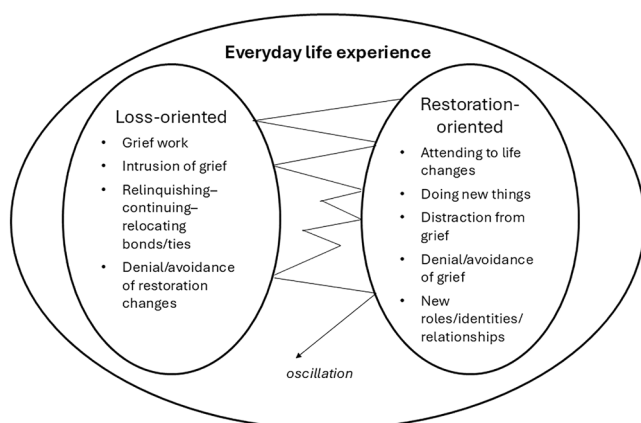 Everyday life experience
Loss-oriented
• Grief work
• Intrusion of grief
• Relinquishing–
continuing–
relocating
bonds/ties
• Denial/avoidance
of restoration
changes
Restoration-
oriented
• Attending to life
changes
• Doing new things
• Distraction from
grief
• Denial/avoidance
of grief
• New
roles/identities/
relationships
oscillation